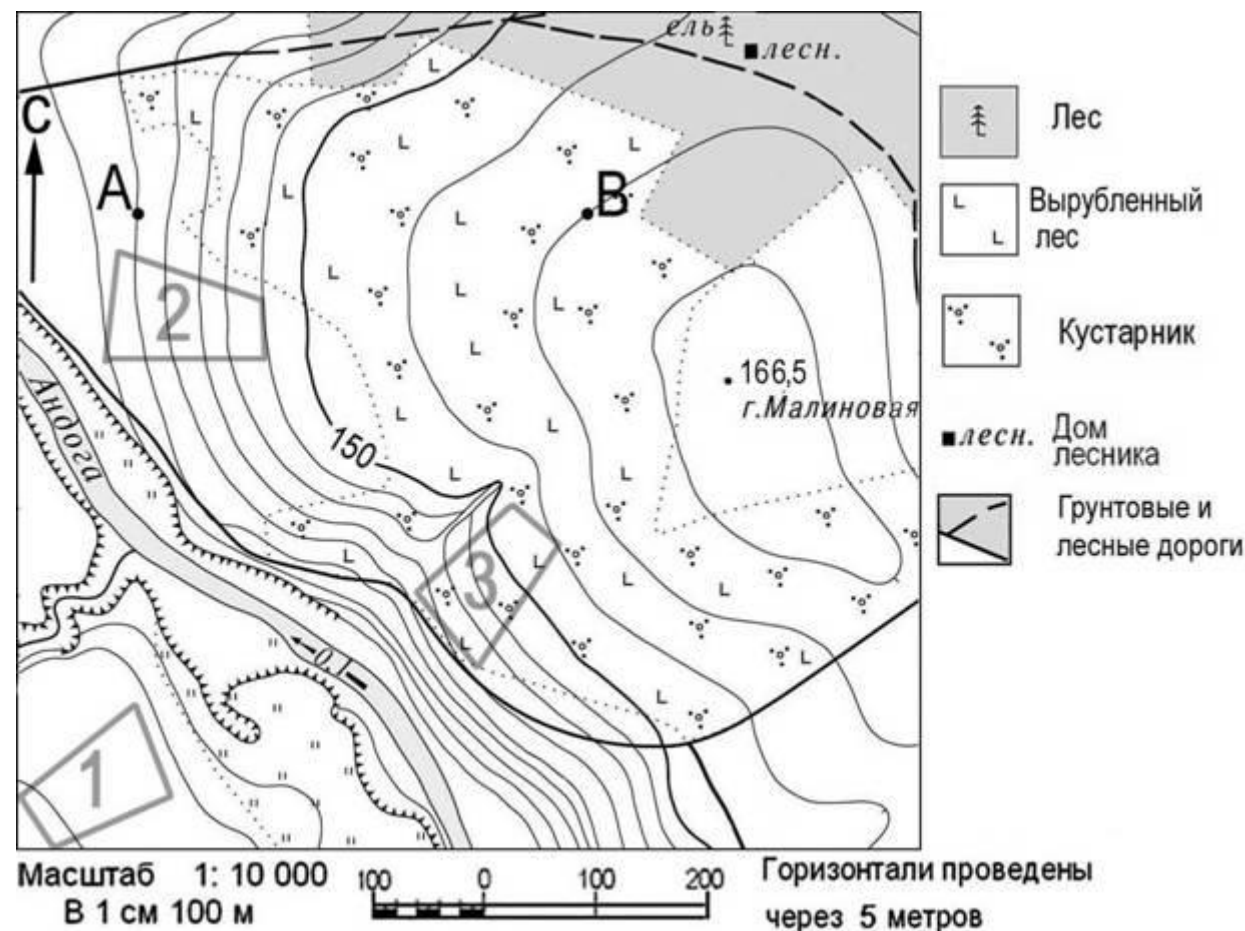 ель
лесн.
С
А
В
2
166,5
г.Малиновая
Андога
150
3
0,1
1
Лес
Вырубленный
лес
Кустарник
лесн. Дом
лесника
Грунтовые и
лесные дороги
Масштаб 1: 10 000
В 1 см 100 м
100 0 100 200
Горизонтали проведены
через 5 метров